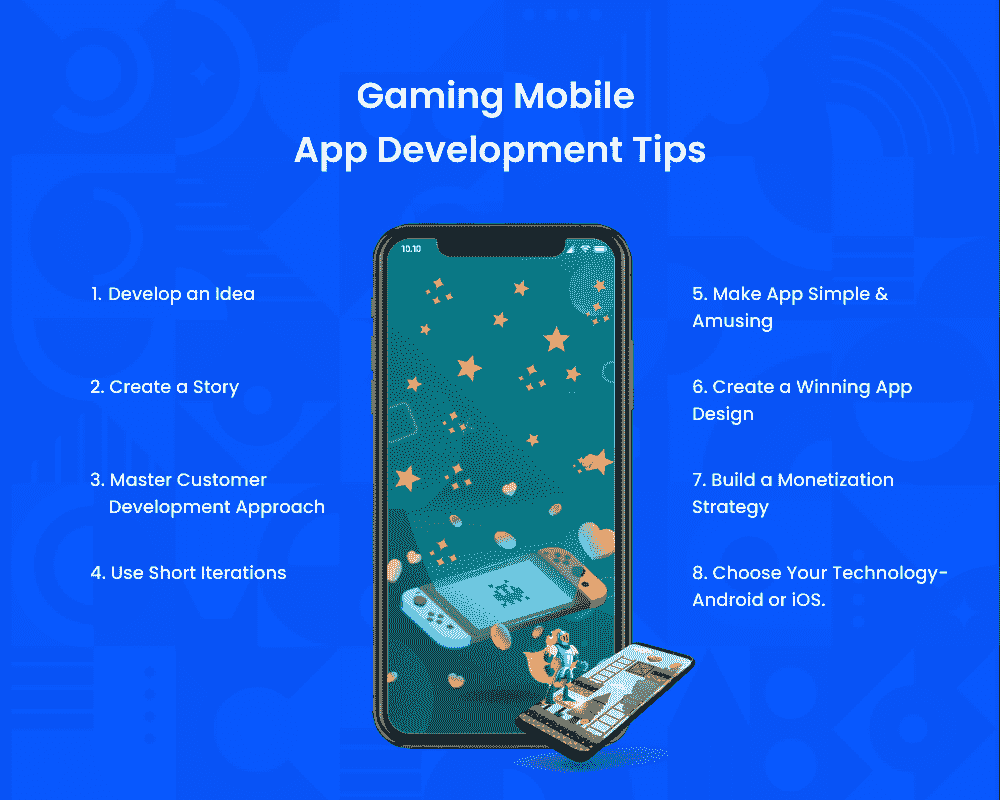 Gaming Mobile
App Development Tips
10.10
1. Develop an Idea
2. Create a Story
3. Master Customer
Development Approach
4. Use Short Iterations
5. Make App Simple &
Amusing
6. Create a Winning App
Design
7. Build a Monetization
Strategy
8. Choose Your Technology-
Android or iOS.